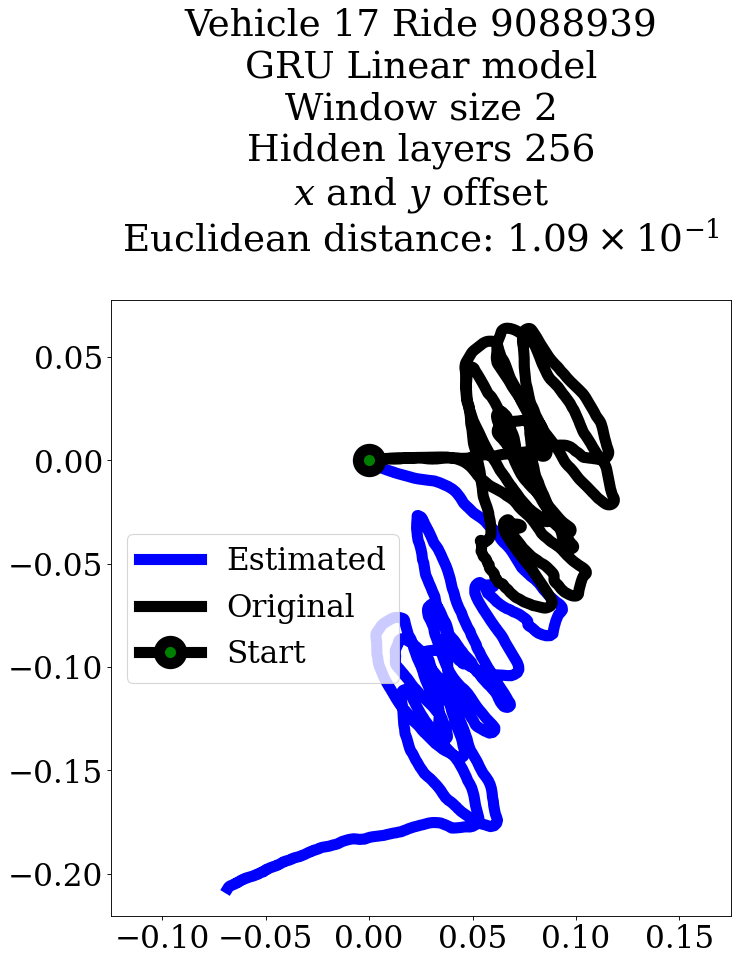 Vehicle 17 Ride 9088939
GRU Linear model
Window size 2
Hidden layers 256
x and y offset
Euclidean distance: 1.09 × 10⁻¹
0.05
0.00
−0.05
−0.10
−0.15
−0.20
Estimated
Original
Start
−0.10 −0.05 0.00 0.05 0.10 0.15